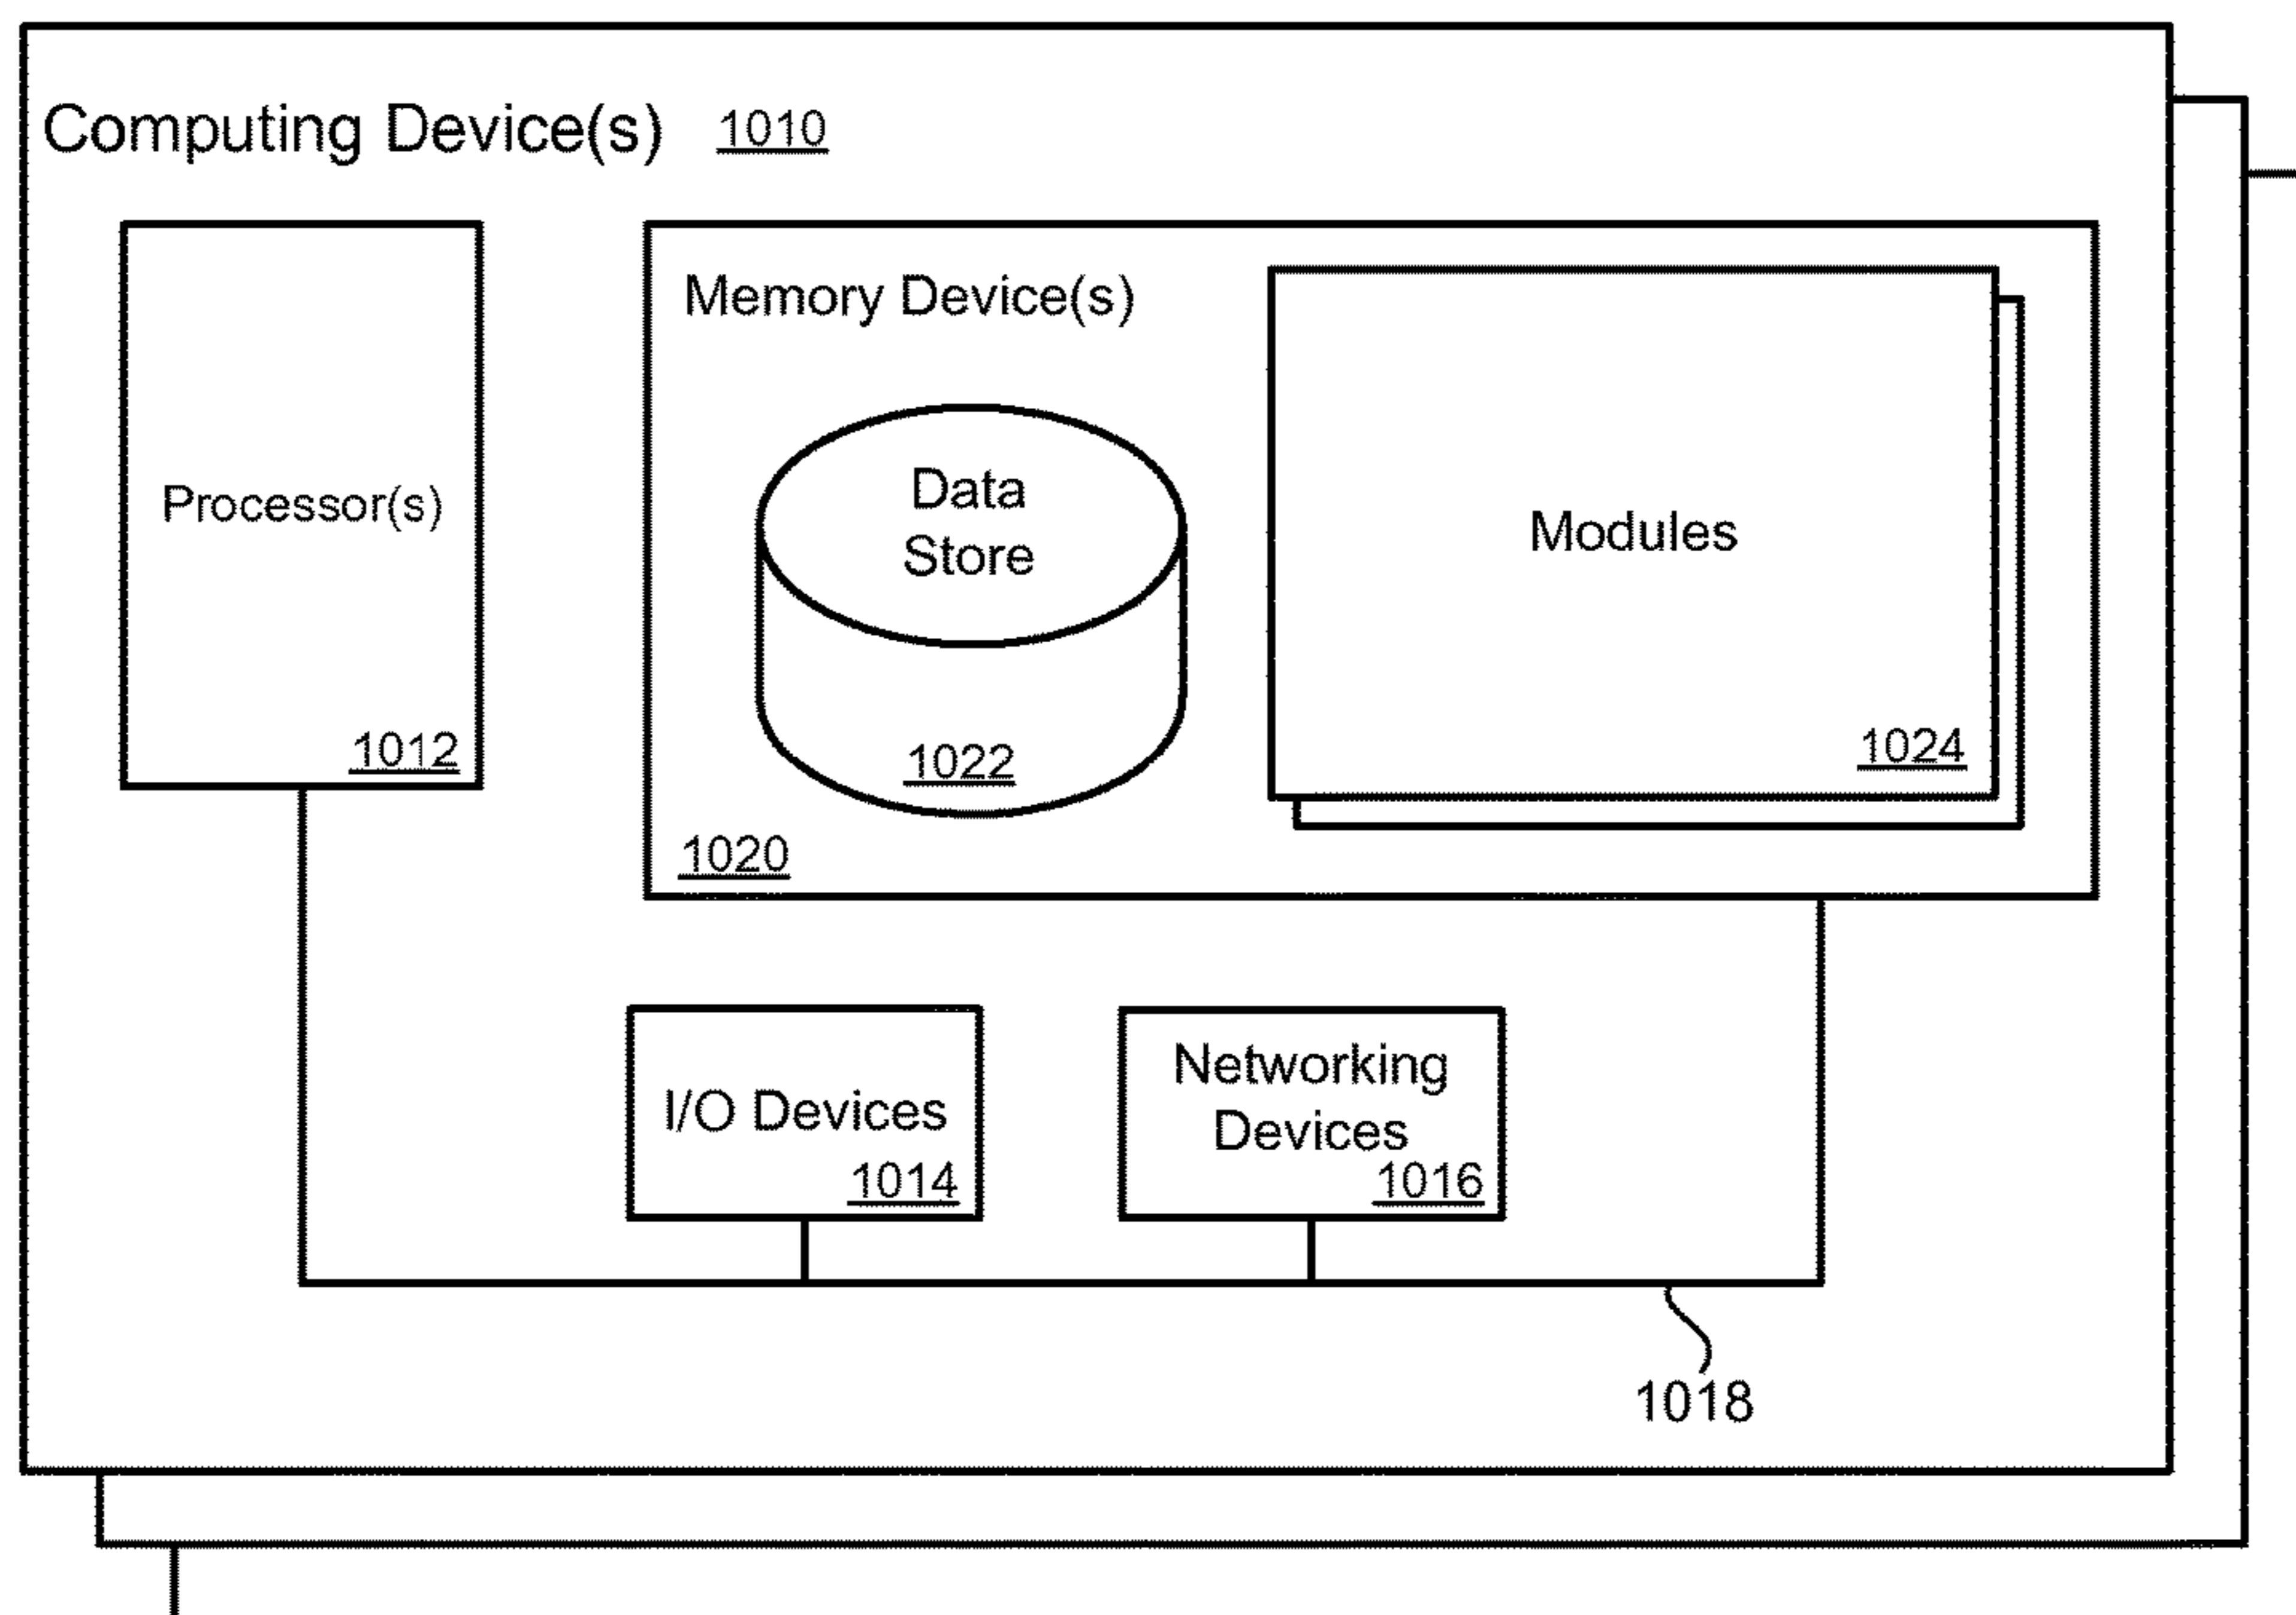 Computing Device(s) 1010
Processor(s)
1012
Memory Device(s)
Data
Store
1022
1020
Modules
1024
I/O Devices
1014
Networking
Devices
1016
1018